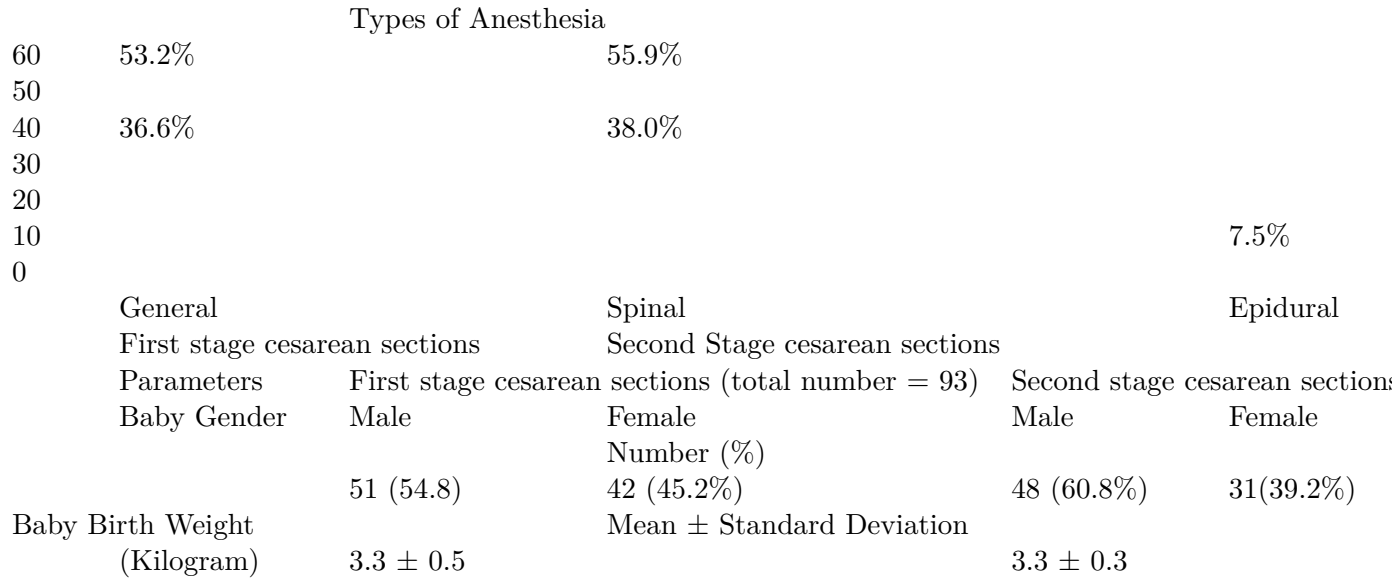 Types of Anesthesia
60 53.2% 55.9%
50
40 36.6% 38.0%
30
20
10 7.5%
0
General Spinal Epidural
First stage cesarean sections Second Stage cesarean sections
Parameters First stage cesarean sections (total number = 93) Second stage cesarean sections
Baby Gender Male Female Male Female
Number (%)
51 (54.8) 42 (45.2%) 48 (60.8%) 31(39.2%)
Baby Birth Weight Mean ± Standard Deviation
(Kilogram) 3.3 ± 0.5 3.3 ± 0.3